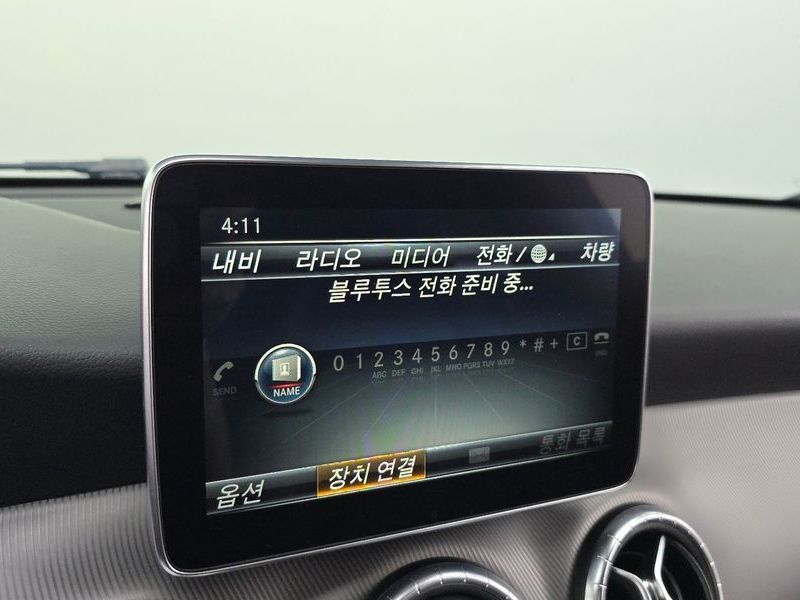 4:11
내비 라디오 미디어 전화 / 차량
블루투스 전화 준비 중...
SEND NAME 0 1 2 3 4 5 6 7 8 9 * # + C
ABC DEF GHI JKL MNO PQRS TUV WXYZ
옵션 장치 연결 통화 목록